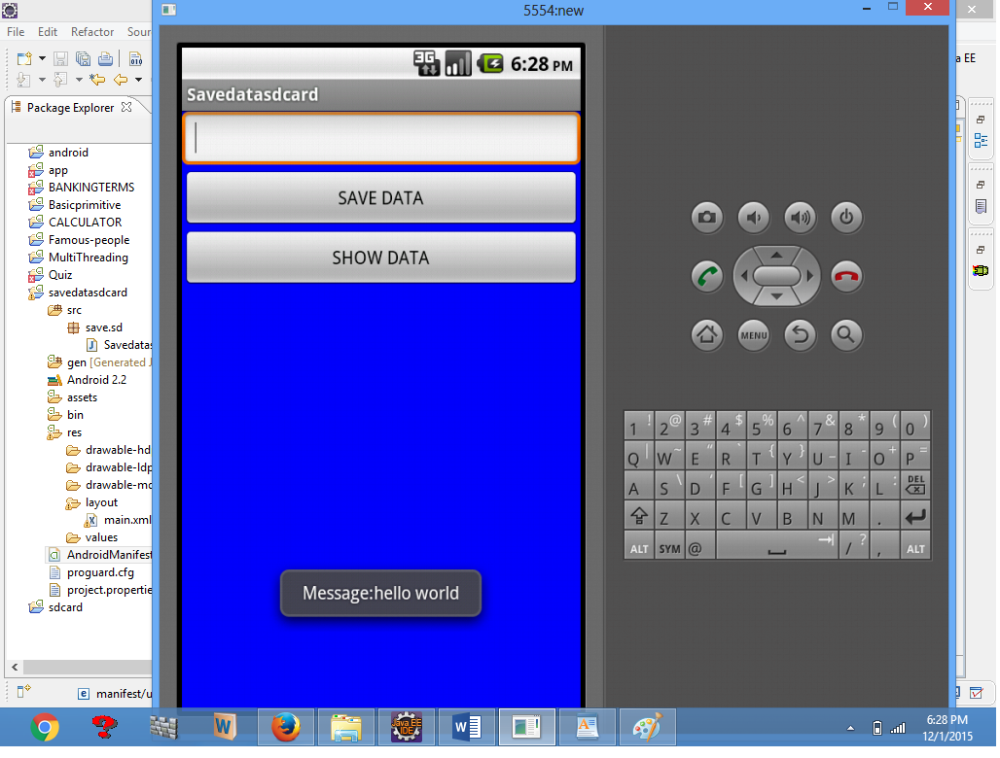 5554:new
File Edit Refactor Sour
a EE
Package Explorer
android
app
BANKINGTERMS
Basicprimitive
CALCULATOR
Famous-people
MultiThreading
Quiz
savedatasdcard
src
save.sd
Savedatas
gen [Generated J
Android 2.2
assets
bin
res
drawable-hd
drawable-ldp
drawable-mo
layout
main.xml
values
AndroidManifest
proguard.cfg
project.propertie
sdcard
manifest/u
3G 6:28 PM
Savedatasdcard
SAVE DATA
SHOW DATA
Message:hello world
MENU
1 ! 2 @ 3 # 4 $ 5 % 6 ^ 7 & 8 * 9 ( 0 )
Q | W ~ E “ R ` T { Y } U _ I - O + P =
A S \ D ‘ F [ G ] H < J > K ; L : DEL
Z X C V B N M .
ALT SYM @ / ? , ALT
Java EE
IDE
6:28 PM
12/1/2015